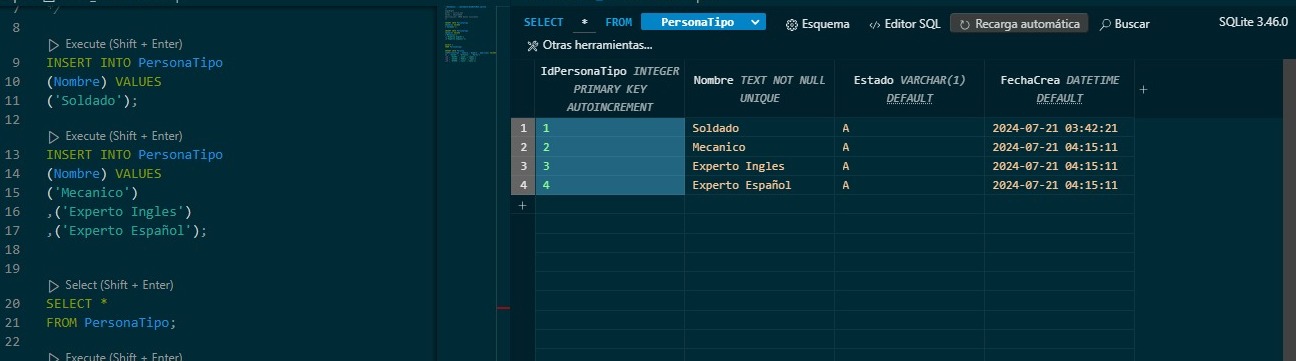 7 */
8
Execute (Shift + Enter)
9 INSERT INTO PersonaTipo
10 (Nombre) VALUES
11 ('Soldado');
12
Execute (Shift + Enter)
13 INSERT INTO PersonaTipo
14 (Nombre) VALUES
15 ('Mecanico')
16 ,('Experto Ingles')
17 ,('Experto Español');
18
19
Select (Shift + Enter)
20 SELECT *
21 FROM PersonaTipo;
22
Execute (Shift + Enter)
SELECT * FROM PersonaTipo Esquema </> Editor SQL Recarga automática Buscar SQLite 3.46.0
Otras herramientas...
IdPersonaTipo INTEGER PRIMARY KEY AUTOINCREMENT
Nombre TEXT NOT NULL UNIQUE
Estado VARCHAR(1) DEFAULT
FechaCrea DATETIME DEFAULT
+
1 1 Soldado A 2024-07-21 03:42:21
2 2 Mecanico A 2024-07-21 04:15:11
3 3 Experto Ingles A 2024-07-21 04:15:11
4 4 Experto Español A 2024-07-21 04:15:11
+